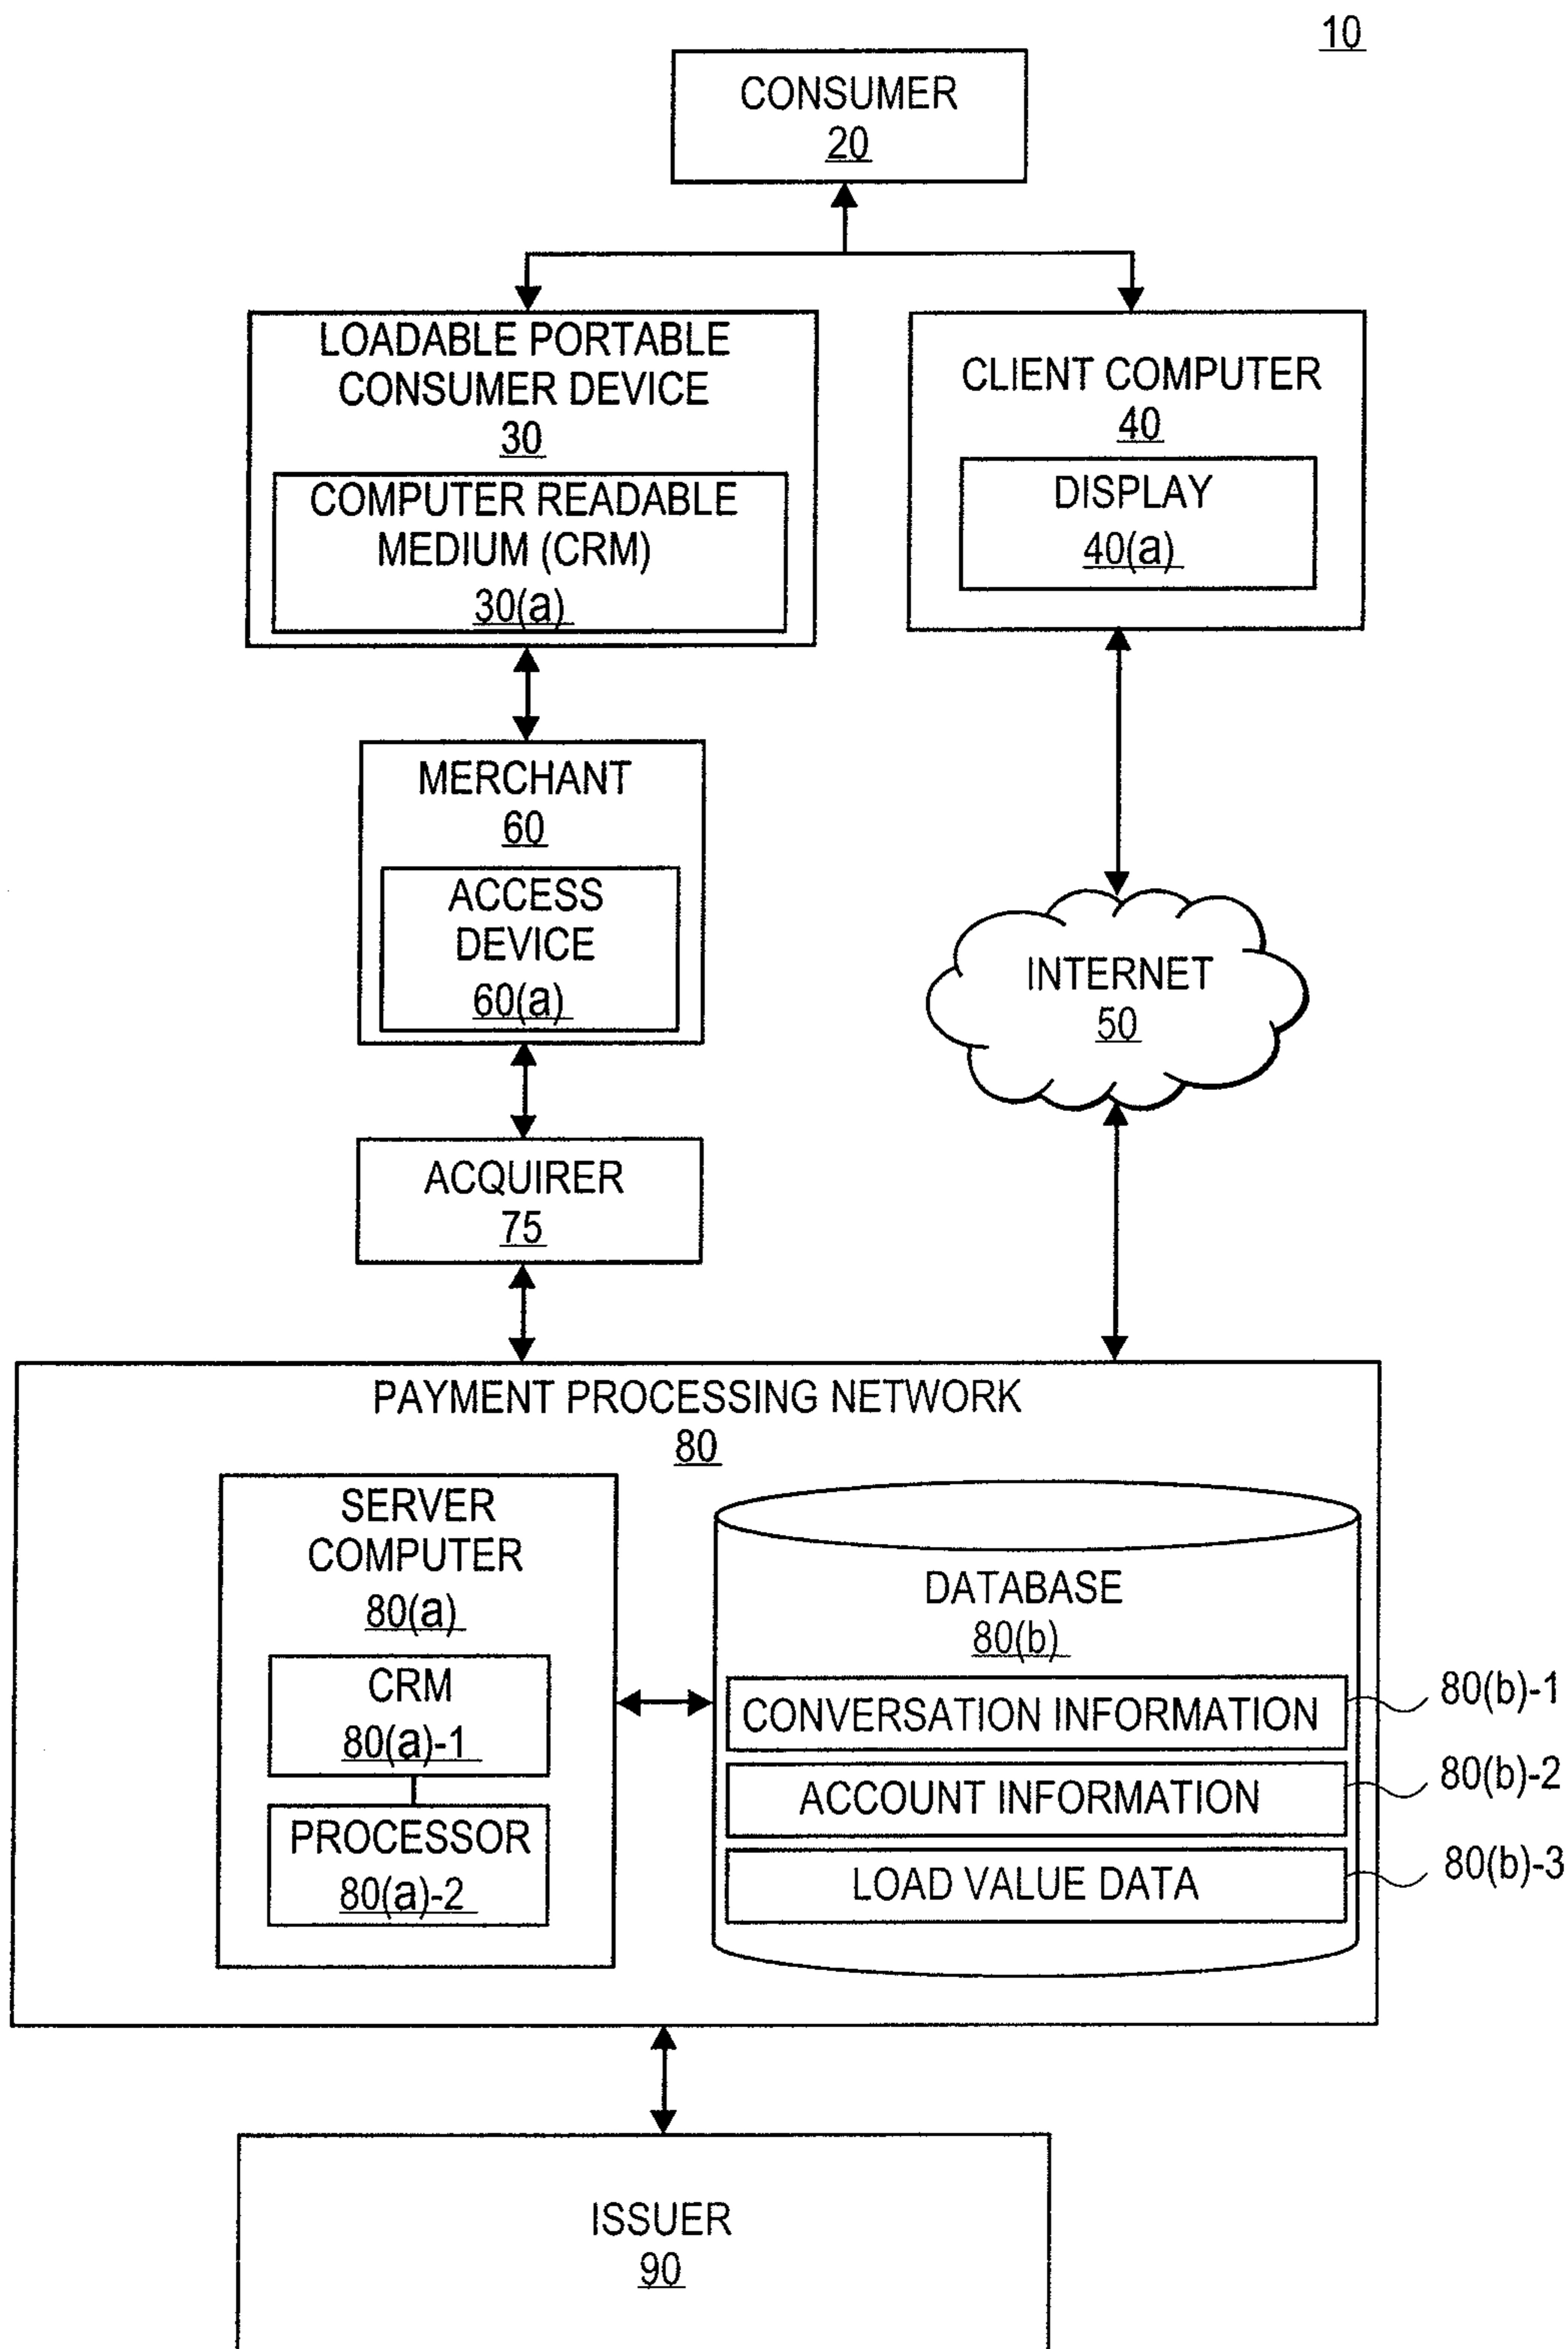 10
CONSUMER
20
LOADABLE PORTABLE
CONSUMER DEVICE
30
COMPUTER READABLE
MEDIUM (CRM)
30(a)
CLIENT COMPUTER
40
DISPLAY
40(a)
MERCHANT
60
ACCESS
DEVICE
60(a)
INTERNET
50
ACQUIRER
75
PAYMENT PROCESSING NETWORK
80
SERVER
COMPUTER
80(a)
CRM
80(a)-1
PROCESSOR
80(a)-2
DATABASE
80(b)
CONVERSATION INFORMATION
80(b)-1
ACCOUNT INFORMATION
80(b)-2
LOAD VALUE DATA
80(b)-3
ISSUER
90